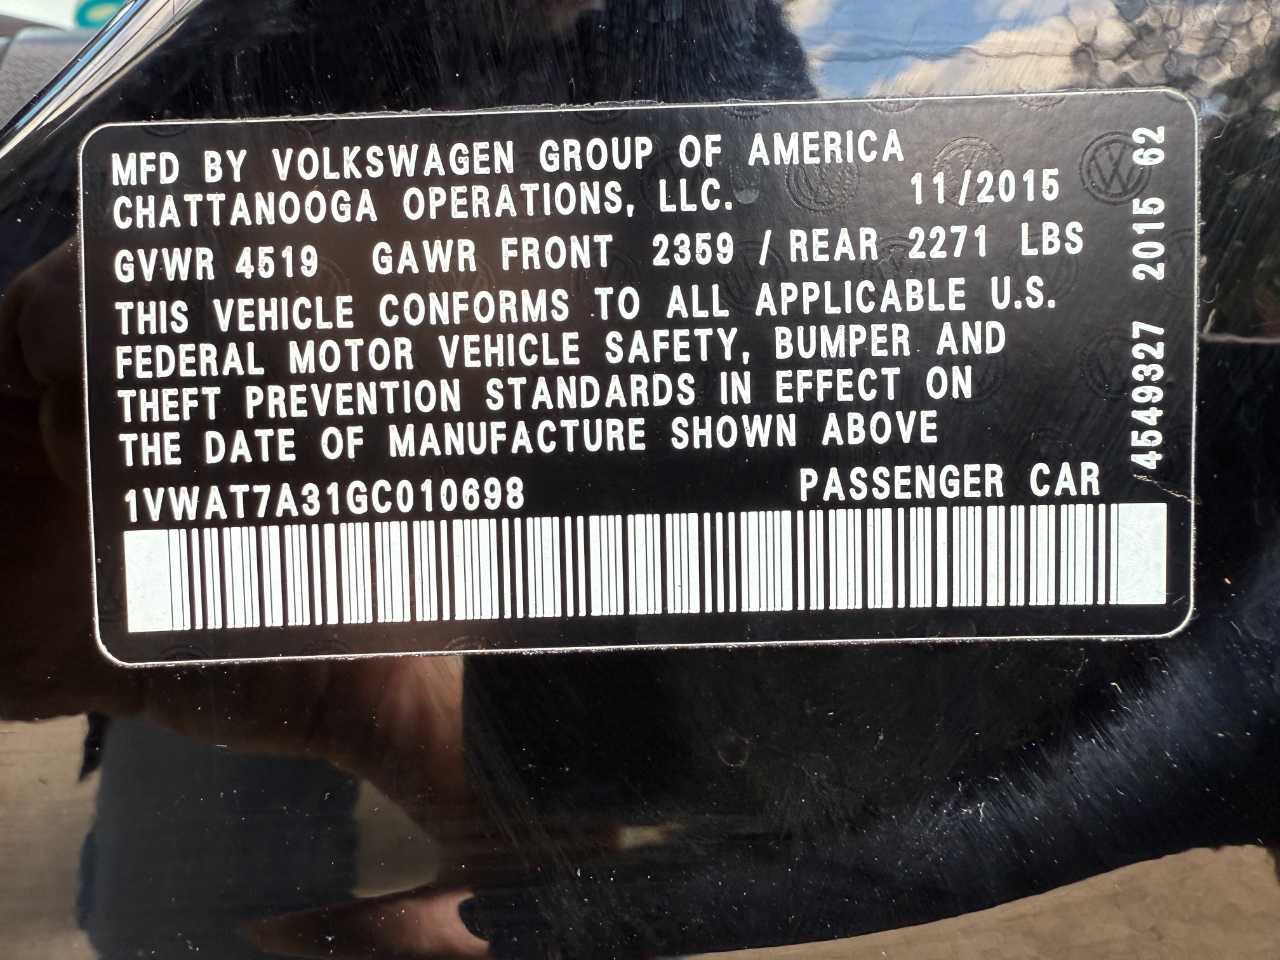 MFD BY VOLKSWAGEN GROUP OF AMERICA
CHATTANOOGA OPERATIONS, LLC. 11/2015
GVWR 4519 GAWR FRONT 2359 / REAR 2271 LBS
THIS VEHICLE CONFORMS TO ALL APPLICABLE U.S.
FEDERAL MOTOR VEHICLE SAFETY, BUMPER AND
THEFT PREVENTION STANDARDS IN EFFECT ON
THE DATE OF MANUFACTURE SHOWN ABOVE
1VWAT7A31GC010698 PASSENGER CAR
4549327 2015 62